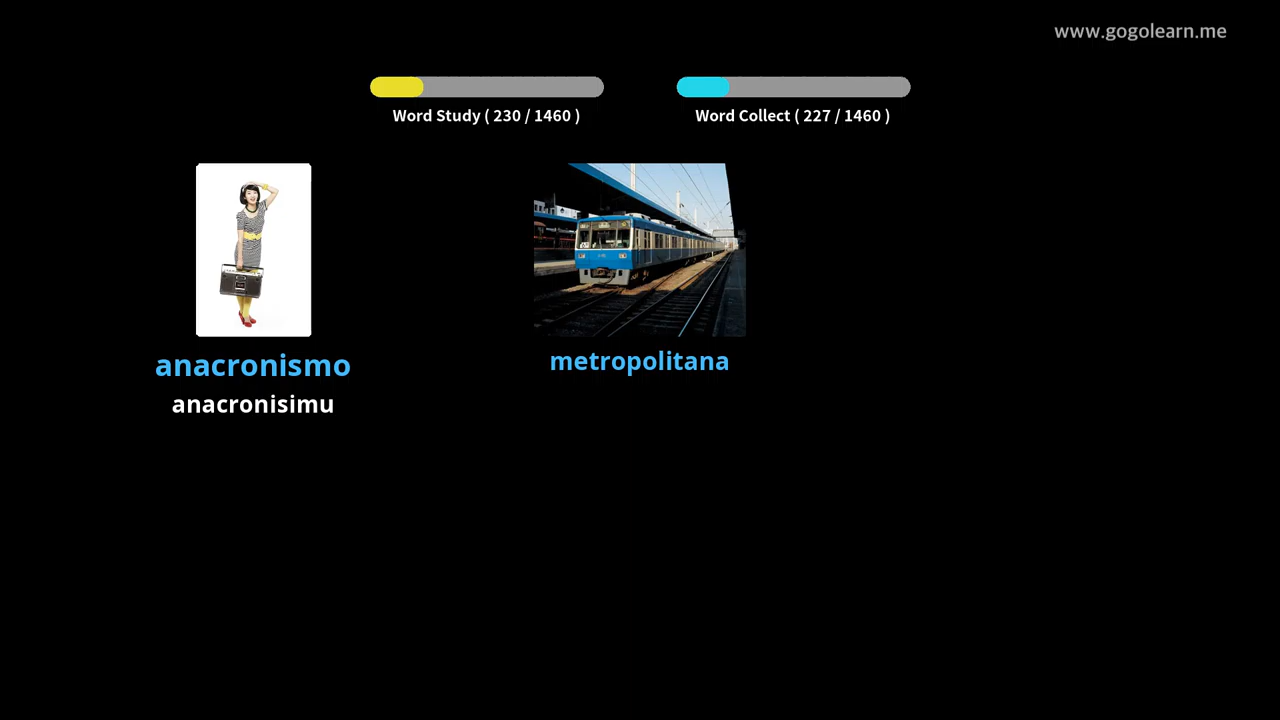 www.gogolearn.me
Word Study ( 230 / 1460 )
Word Collect ( 227 / 1460 )
anacronismo
anacronisimu
metropolitana